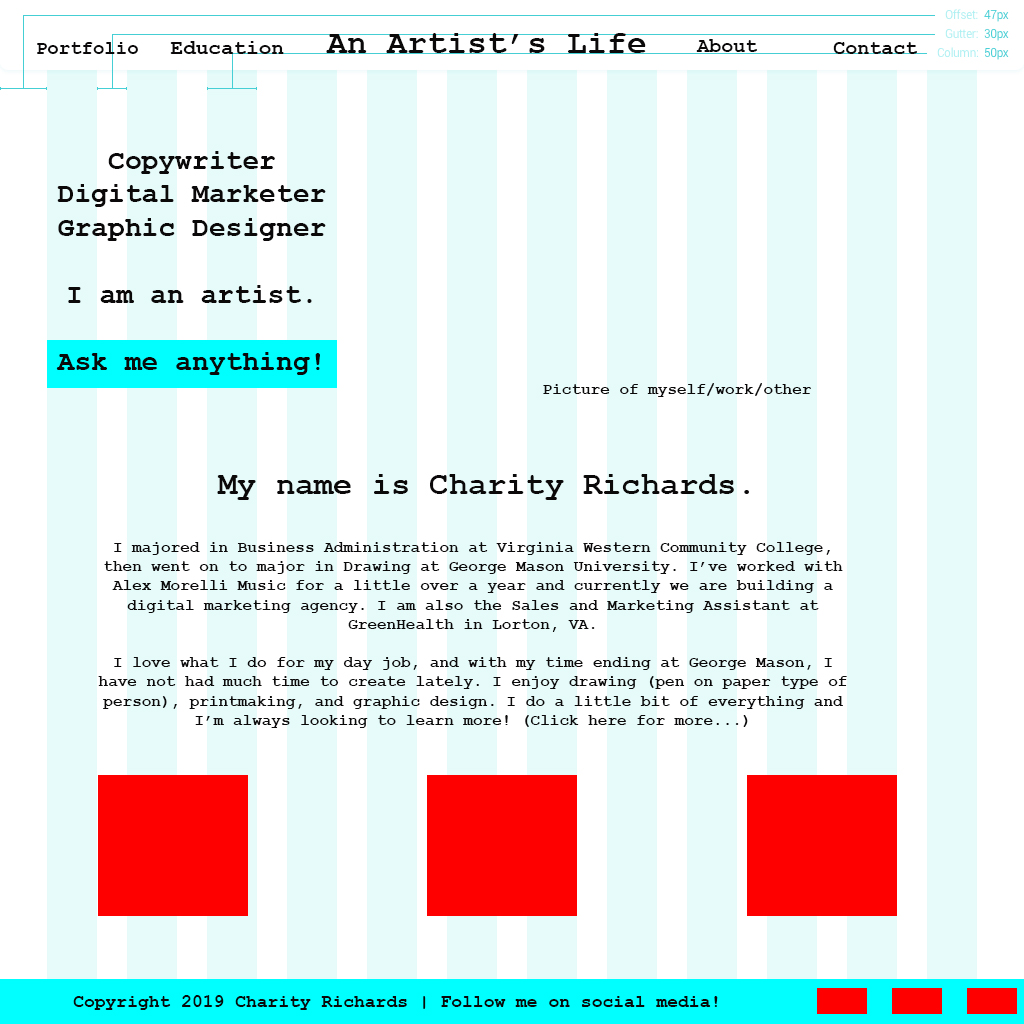 Offset: 47px
Gutter: 30px
Column: 50px
Portfolio Education An Artist's Life About Contact
Copywriter
Digital Marketer
Graphic Designer
I am an artist.
Ask me anything!
Picture of myself/work/other
My name is Charity Richards.
I majored in Business Administration at Virginia Western Community College,
then went on to major in Drawing at George Mason University. I’ve worked with
Alex Morelli Music for a little over a year and currently we are building a
digital marketing agency. I am also the Sales and Marketing Assistant at
GreenHealth in Lorton, VA.
I love what I do for my day job, and with my time ending at George Mason, I
have not had much time to create lately. I enjoy drawing (pen on paper type of
person), printmaking, and graphic design. I do a little bit of everything and
I’m always looking to learn more! (Click here for more...)
Copyright 2019 Charity Richards | Follow me on social media!